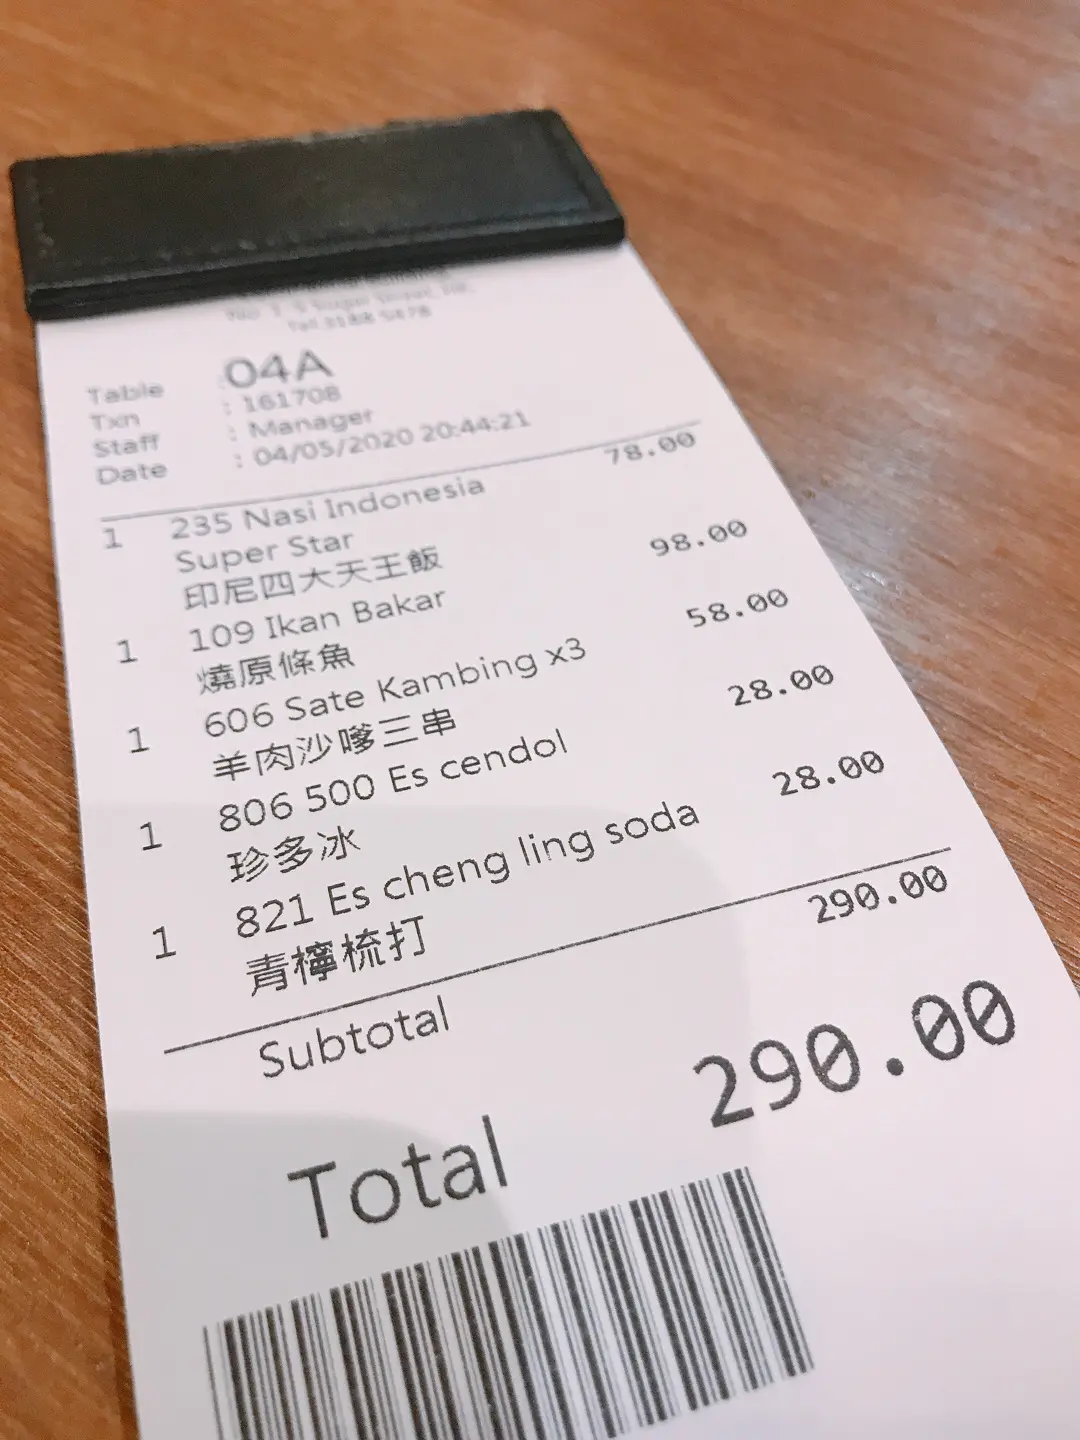 Tel 3188 5478
Table : 04A
Txn : 161708
Staff : Manager
Date : 04/05/2020 20:44:21
1 235 Nasi Indonesia 78.00
Super Star
印尼四大天王飯
1 109 Ikan Bakar 98.00
燒原條魚
1 606 Sate Kambing x3 58.00
羊肉沙嗲三串
1 806 500 Es cendol 28.00
珍多冰
1 821 Es cheng ling soda 28.00
青檸梳打
Subtotal 290.00
Total 290.00